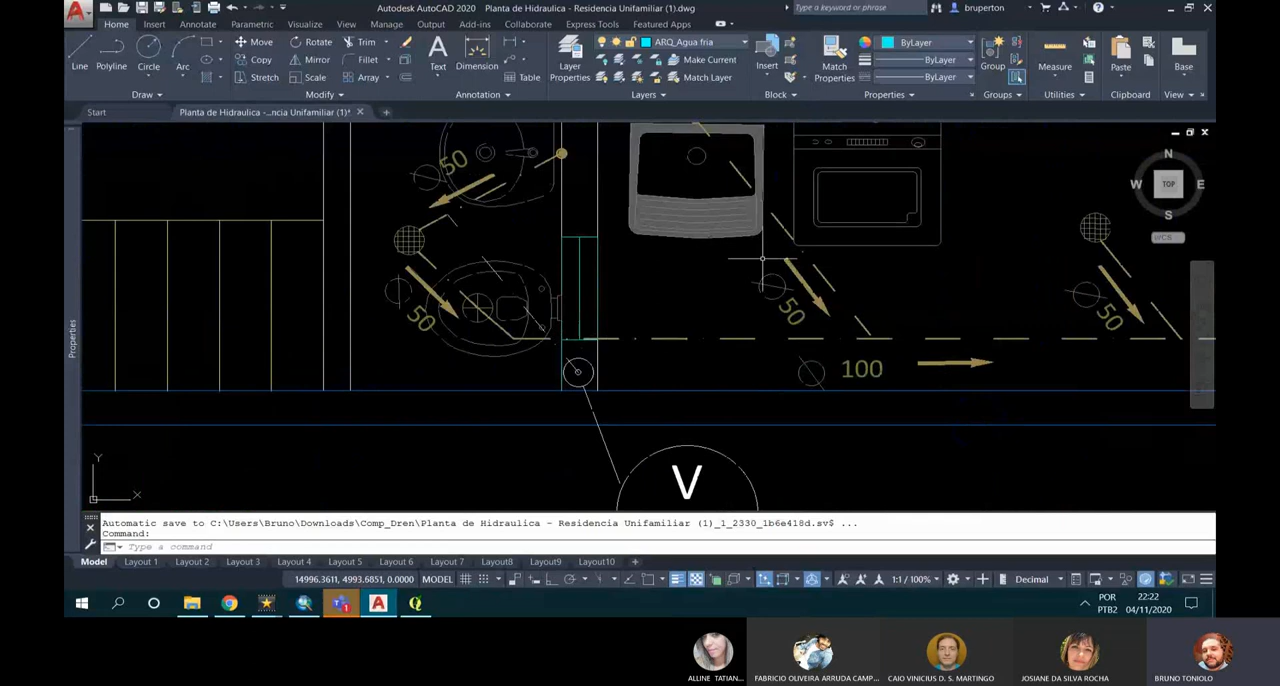 Autodesk AutoCAD 2020 Planta de Hidraulica - Residencia Unifamiliar (1).dwg
Type a keyword or phrase
bruperton
Home Insert Annotate Parametric Visualize View Manage Output Add-ins Collaborate Express Tools Featured Apps
Line Polyline Circle Arc
Move Rotate Trim
Copy Mirror Fillet
Stretch Scale Array
Text Dimension Table
Layer Properties
ARQ_Agua fria
Make Current
Match Layer
Insert
Match Properties
ByLayer
ByLayer
ByLayer
Group
Measure
Paste
Base
Draw Modify Annotation Layers Block Properties Groups Utilities Clipboard View
Start Planta de Hidraulica -...ncia Unifamiliar (1)*
50
50
50
50
100
V
N
W TOP E
S
WCS
Properties
Y
X
Automatic save to C:\Users\Bruno\Downloads\Comp_Dren\Planta de Hidraulica - Residencia Unifamiliar (1)_1_2330_1b6e418d.sv$ ...
Command:
Type a command
Model Layout 1 Layout 2 Layout 3 Layout 4 Layout 5 Layout 6 Layout 7 Layout8 Layout9 Layout10
14996.3611, 4993.6851, 0.0000 MODEL 1:1 / 100% Decimal
POR
PTB2
22:22
04/11/2020
ALLINE TATIAN... FABRICIO OLIVEIRA ARRUDA CAMP... CAIO VINICIUS D. S. MARTINGO JOSIANE DA SILVA ROCHA BRUNO TONIOLO